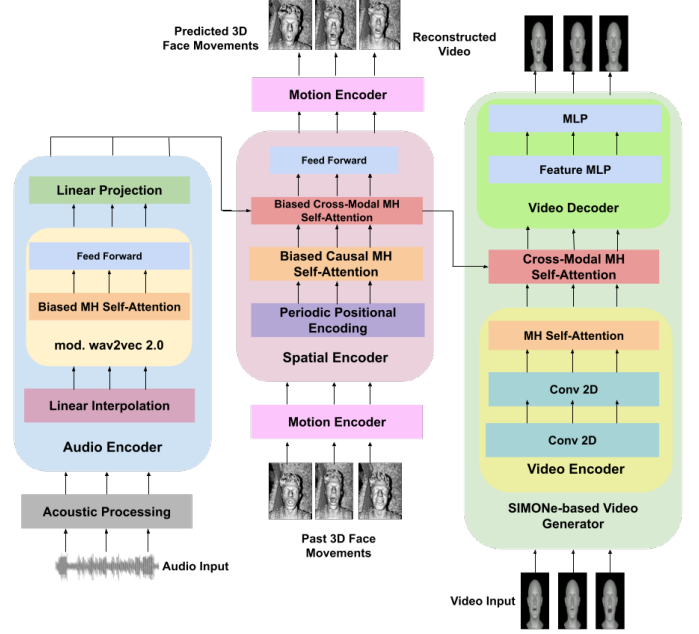 Predicted 3D
Face Movements
Reconstructed
Video
Motion Encoder
Feed Forward
Biased Cross-Modal MH
Self-Attention
Biased Causal MH
Self-Attention
Periodic Positional
Encoding
Spatial Encoder
Motion Encoder
Past 3D Face
Movements
Linear Projection
Feed Forward
Biased MH Self-Attention
mod. wav2vec 2.0
Linear Interpolation
Audio Encoder
Acoustic Processing
Audio Input
MLP
Feature MLP
Video Decoder
Cross-Modal MH
Self-Attention
MH Self-Attention
Conv 2D
Conv 2D
Video Encoder
SIMONe-based Video
Generator
Video Input